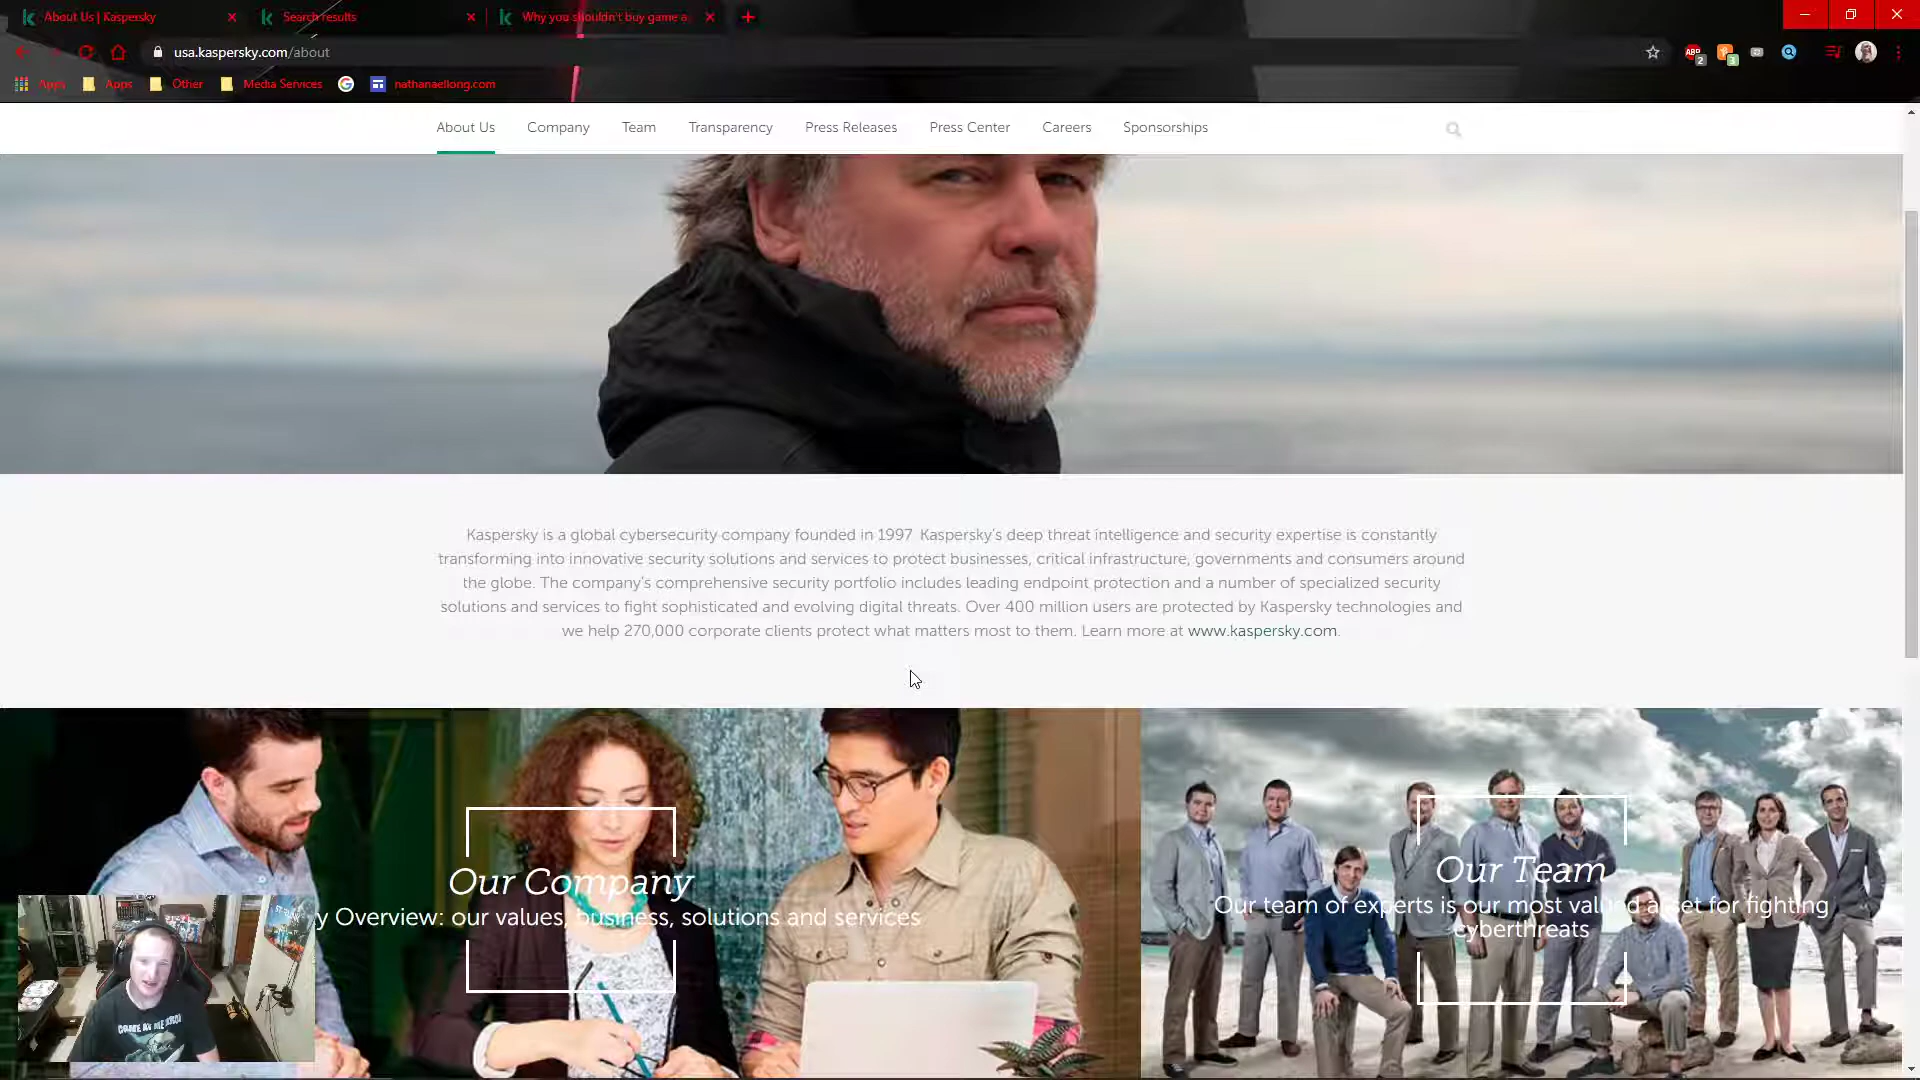 About Us | Kaspersky
Search results
Why you shouldn't buy game a
usa.kaspersky.com/about
ABP
2
3
Apps
Apps
Other
Media Services
G
nathanaellong.com
About Us
Company
Team
Transparency
Press Releases
Press Center
Careers
Sponsorships
Kaspersky is a global cybersecurity company founded in 1997. Kaspersky's deep threat intelligence and security expertise is constantly
transforming into innovative security solutions and services to protect businesses, critical infrastructure, governments and consumers around
the globe. The company's comprehensive security portfolio includes leading endpoint protection and a number of specialized security
solutions and services to fight sophisticated and evolving digital threats. Over 400 million users are protected by Kaspersky technologies and
we help 270,000 corporate clients protect what matters most to them. Learn more at www.kaspersky.com.
Our Company
y Overview: our values, business, solutions and services
Our Team
Our team of experts is our most valued asset for fighting
cyberthreats